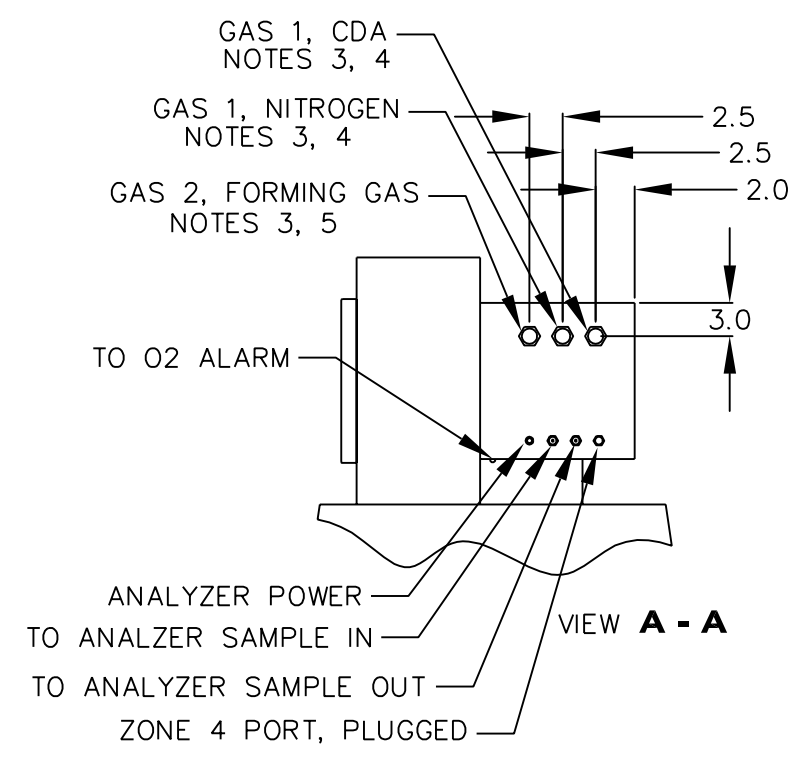 GAS 1, CDA
NOTES 3, 4
GAS 1, NITROGEN
NOTES 3, 4
2.5
2.5
GAS 2, FORMING GAS
NOTES 3, 5
2.0
3.0
TO O2 ALARM
ANALYZER POWER
TO ANALZER SAMPLE IN
VIEW A - A
TO ANALYZER SAMPLE OUT
ZONE 4 PORT, PLUGGED